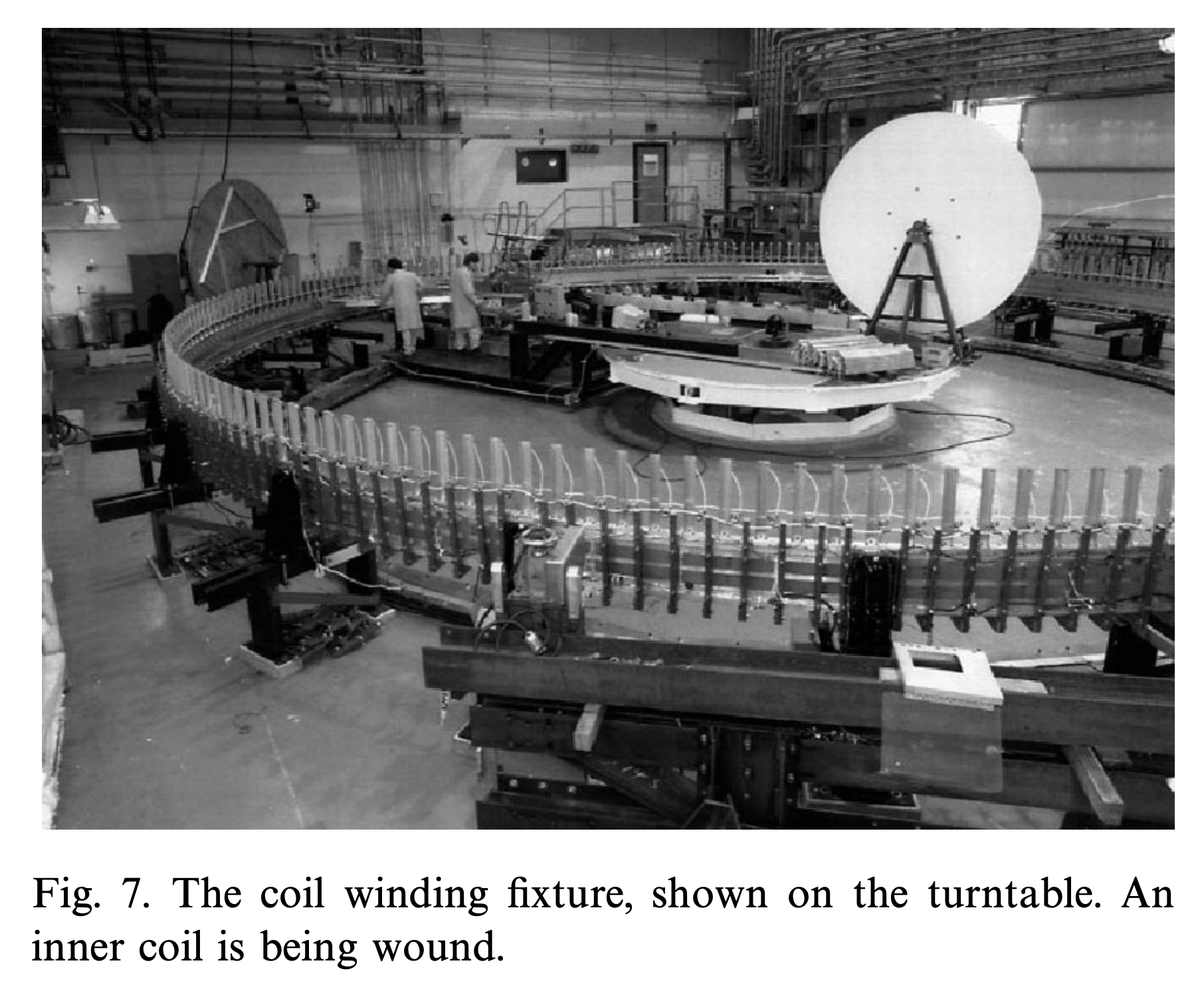 Fig. 7. The coil winding fixture, shown on the turntable. An
inner coil is being wound.